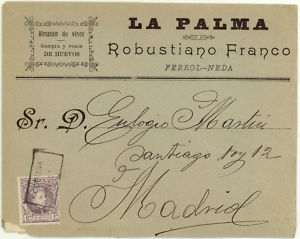 Almacen de vinos
Compra y venta
DE HUEVOS
LA PALMA
Robustiano Franco
FERROL-NEDA
Sr. D. Eulogio Martin
Santiago 10 y 12
Madrid